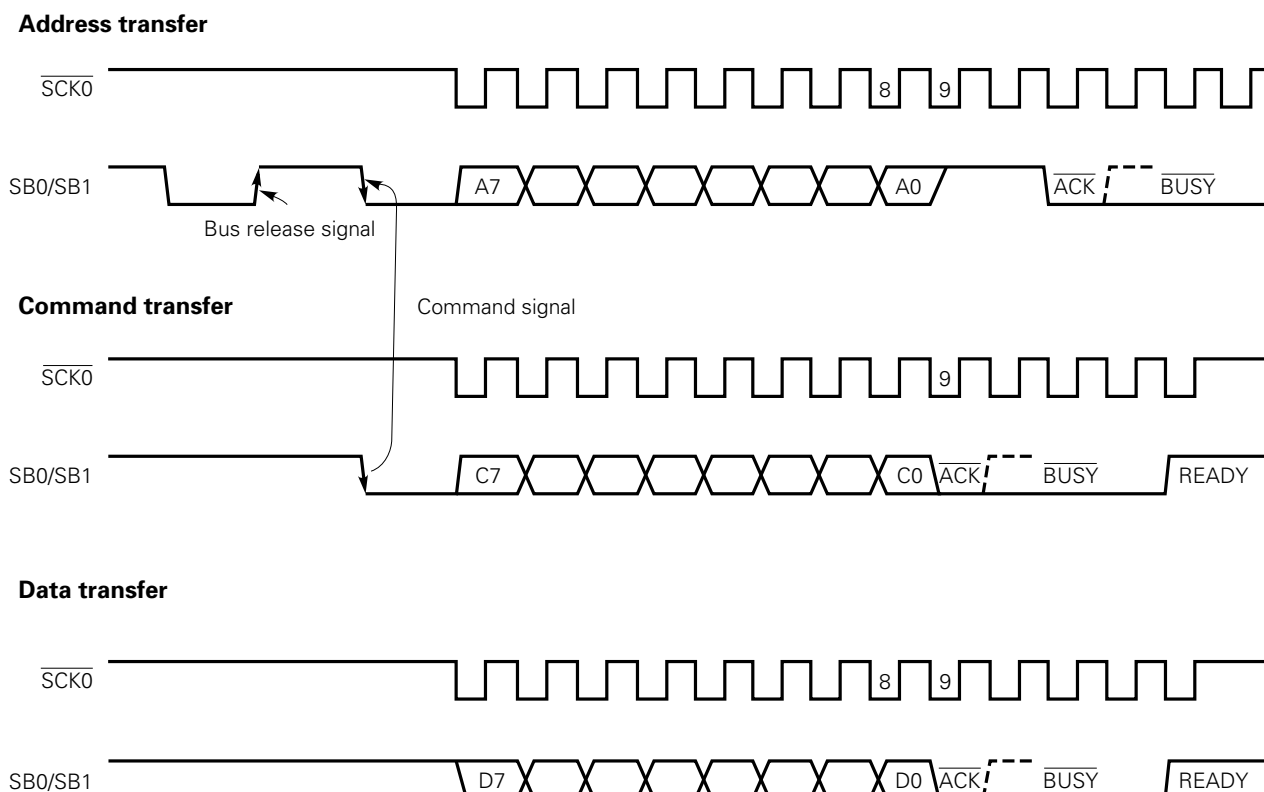 Address transfer
SCK0
8 9
SB0/SB1
A7 A0 ACK BUSY
Bus release signal
Command transfer
Command signal
SCK0
9
SB0/SB1
C7 C0 ACK BUSY READY
Data transfer
SCK0
8 9
SB0/SB1
D7 D0 ACK BUSY READY